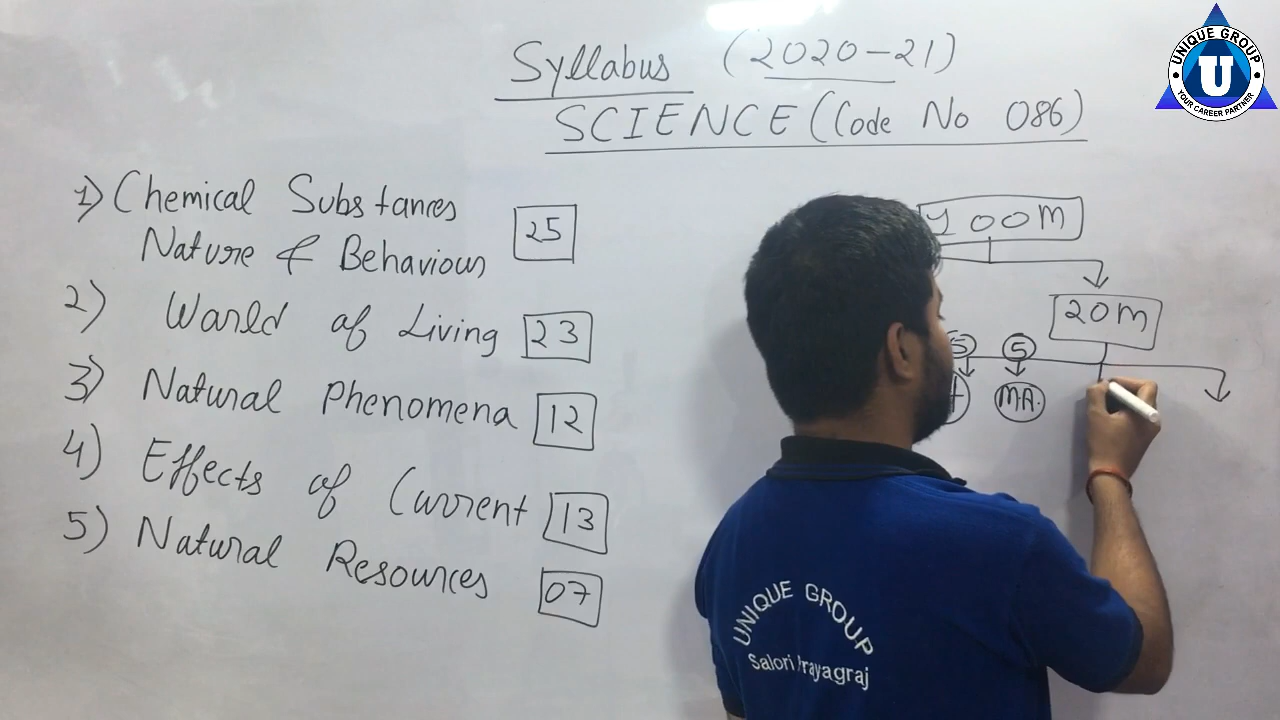 Syllabus (2020-21)
SCIENCE (Code No 086)
1) Chemical Substances
Nature & Behaviour
25
2) World of Living 23
3) Natural Phenomena 12
4) Effects of Current 13
5) Natural Resources 07
100M
20M
5 5
M.A.
UNIQUE GROUP
Salori Prayagraj
UNIQUE GROUP
U
YOUR CAREER PARTNER